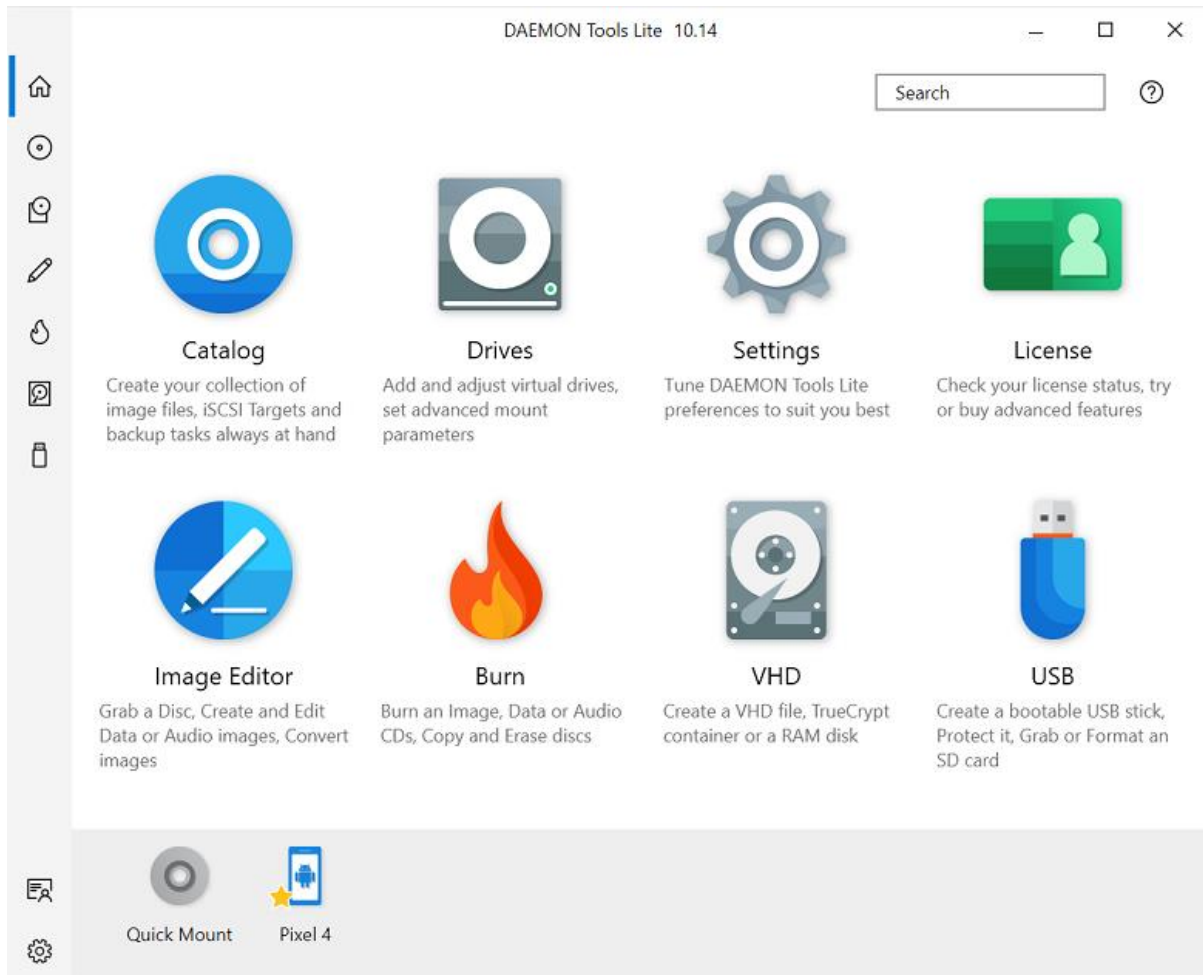 DAEMON Tools Lite 10.14
Search
Catalog
Create your collection of
image files, iSCSI Targets and
backup tasks always at hand
Drives
Add and adjust virtual drives,
set advanced mount
parameters
Settings
Tune DAEMON Tools Lite
preferences to suit you best
License
Check your license status, try
or buy advanced features
Image Editor
Grab a Disc, Create and Edit
Data or Audio images, Convert
images
Burn
Burn an Image, Data or Audio
CDs, Copy and Erase discs
VHD
Create a VHD file, TrueCrypt
container or a RAM disk
USB
Create a bootable USB stick,
Protect it, Grab or Format an
SD card
Quick Mount
Pixel 4